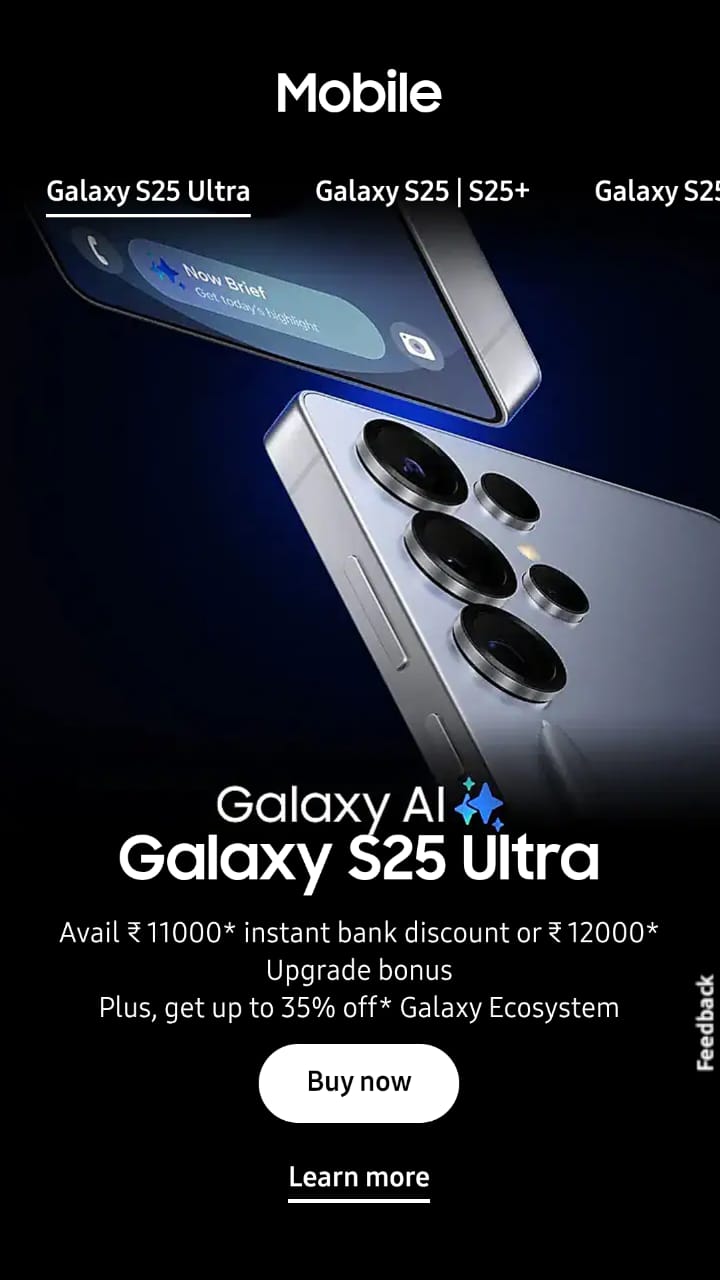 Mobile
Galaxy S25 Ultra
Galaxy S25 | S25+
Galaxy S25
Now Brief
Get today's highlight
Galaxy AI
Galaxy S25 Ultra
Avail ₹ 11000* instant bank discount or ₹ 12000*
Upgrade bonus
Plus, get up to 35% off* Galaxy Ecosystem
Feedback
Buy now
Learn more